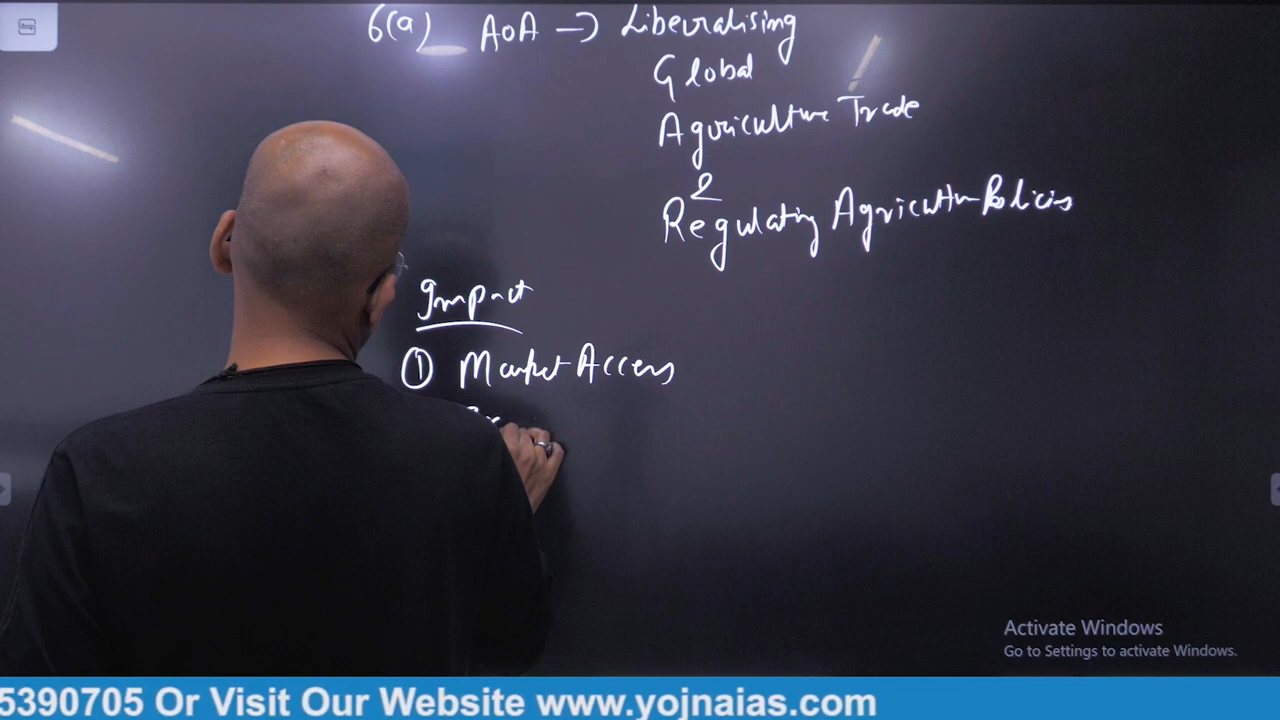 6(a) AOA → Liberalising
Global
Agriculture Trade
&
Regulating Agriculture Policies
Impact
① Market Access
Activate Windows
Go to Settings to activate Windows.
5390705 Or Visit Our Website www.yojnaias.com